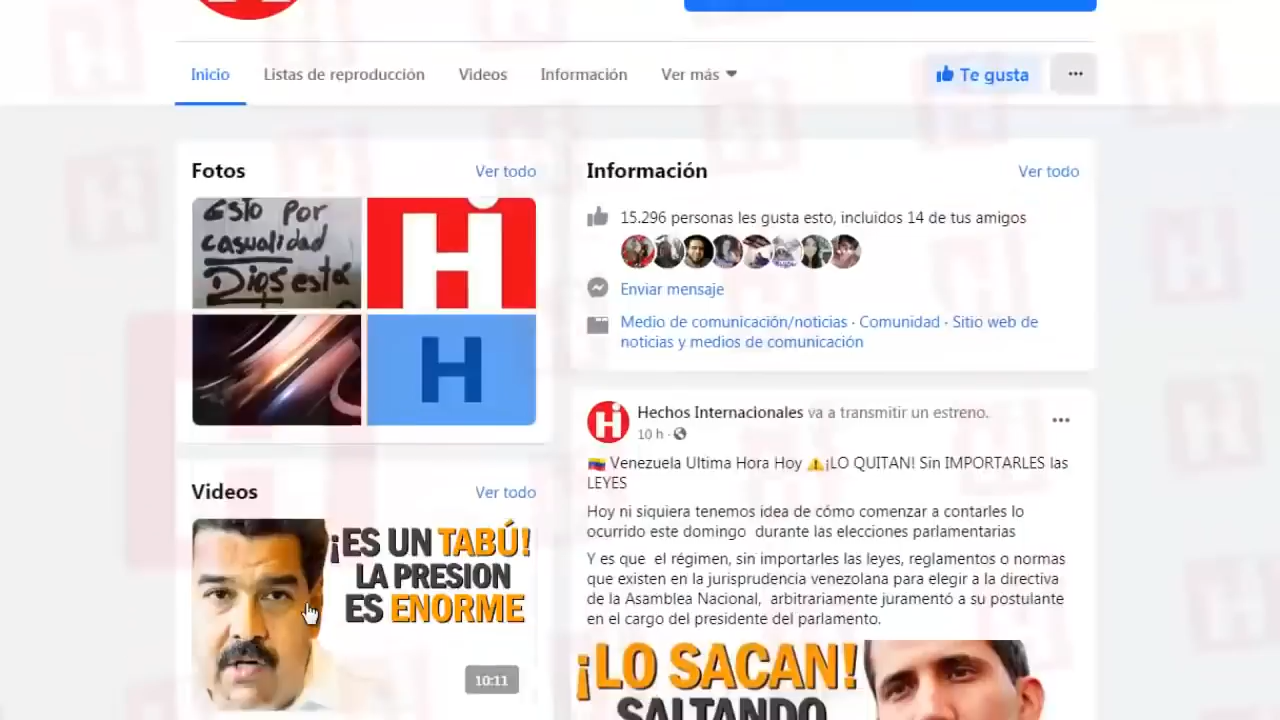 Inicio
Listas de reproducción
Videos
Información
Ver más
Te gusta
Fotos
Ver todo
Esto por
casualidad
Dios está
Hi
H
Información
Ver todo
15.296 personas les gusta esto, incluidos 14 de tus amigos
Enviar mensaje
Medio de comunicación/noticias · Comunidad · Sitio web de
noticias y medios de comunicación
Videos
Ver todo
¡ES UN TABÚ!
LA PRESION
ES ENORME
10:11
Hi
Hechos Internacionales va a transmitir un estreno.
10 h ·
🇻🇪 Venezuela Ultima Hora Hoy ⚠️¡LO QUITAN! Sin IMPORTARLES las
LEYES
Hoy ni siquiera tenemos idea de cómo comenzar a contarles lo
ocurrido este domingo durante las elecciones parlamentarias
Y es que el régimen, sin importarles las leyes, reglamentos o normas
que existen en la jurisprudencia venezolana para elegir a la directiva
de la Asamblea Nacional, arbitrariamente juramentó a su postulante
en el cargo del presidente del parlamento.
¡LO SACAN!
SALTANDO